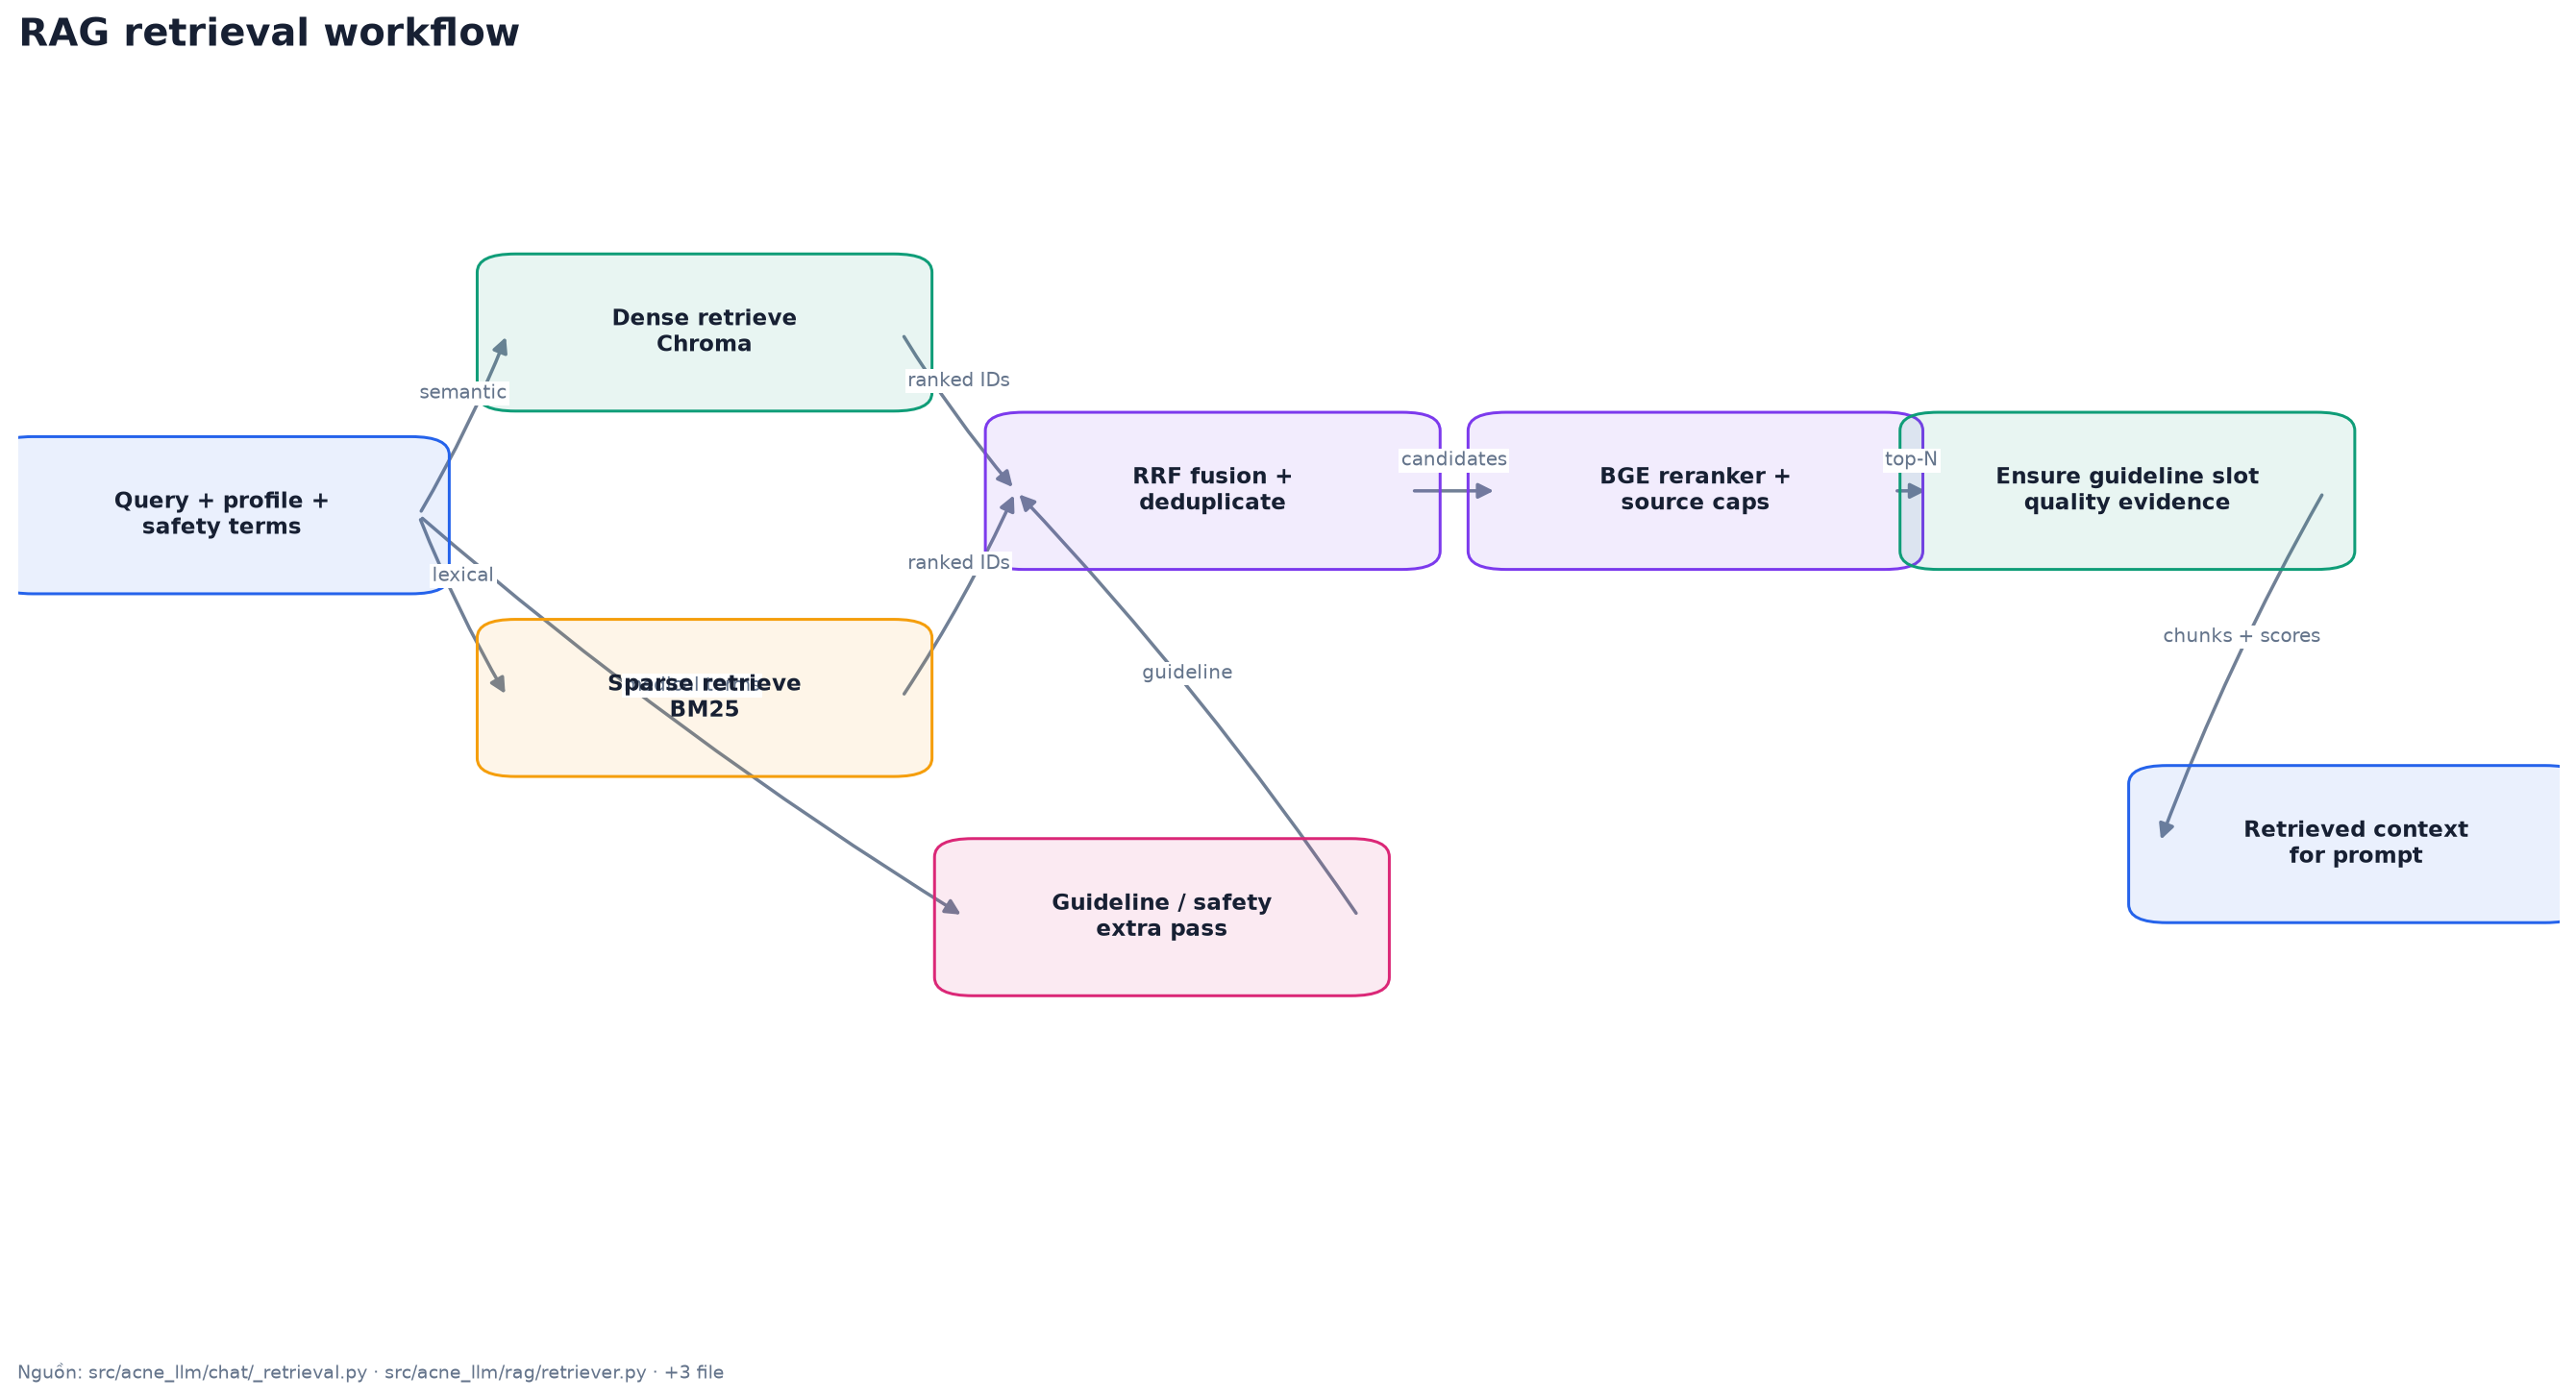 RAG retrieval workflow
Dense retrieve
Chroma
semantic
ranked IDs
Query + profile +
safety terms
RRF fusion +
deduplicate
candidates
BGE reranker +
source caps
top-N
Ensure guideline slot
quality evidence
lexical
ranked IDs
Sparse retrieve
BM25
guideline
chunks + scores
Guideline / safety
extra pass
Retrieved context
for prompt
Nguồn: src/acne_llm/chat/_retrieval.py · src/acne_llm/rag/retriever.py · +3 file